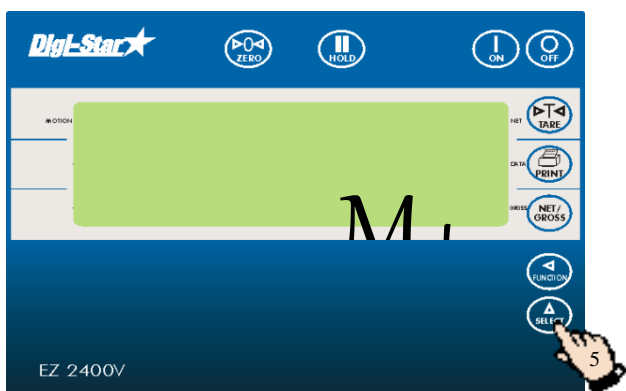 Digi-Star
ZERO
HOLD
ON
OFF
MOTION
NET
TARE
DATA
PRINT
GROSS
NET/
GROSS
FUNCTION
SELECT
5
EZ 2400V